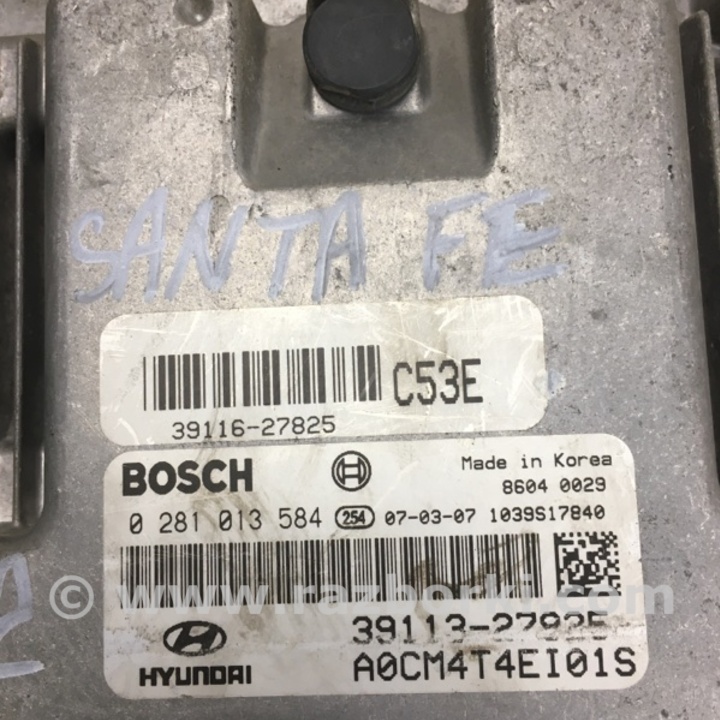 SANTA FE
C53E
39116-27825
BOSCH
Made in Korea
8604 0029
0 281 013 584 254 07-03-07 1039S17840
© www.razborki.com
39113-27825
HYUNDAI
A0CM4T4EI01S